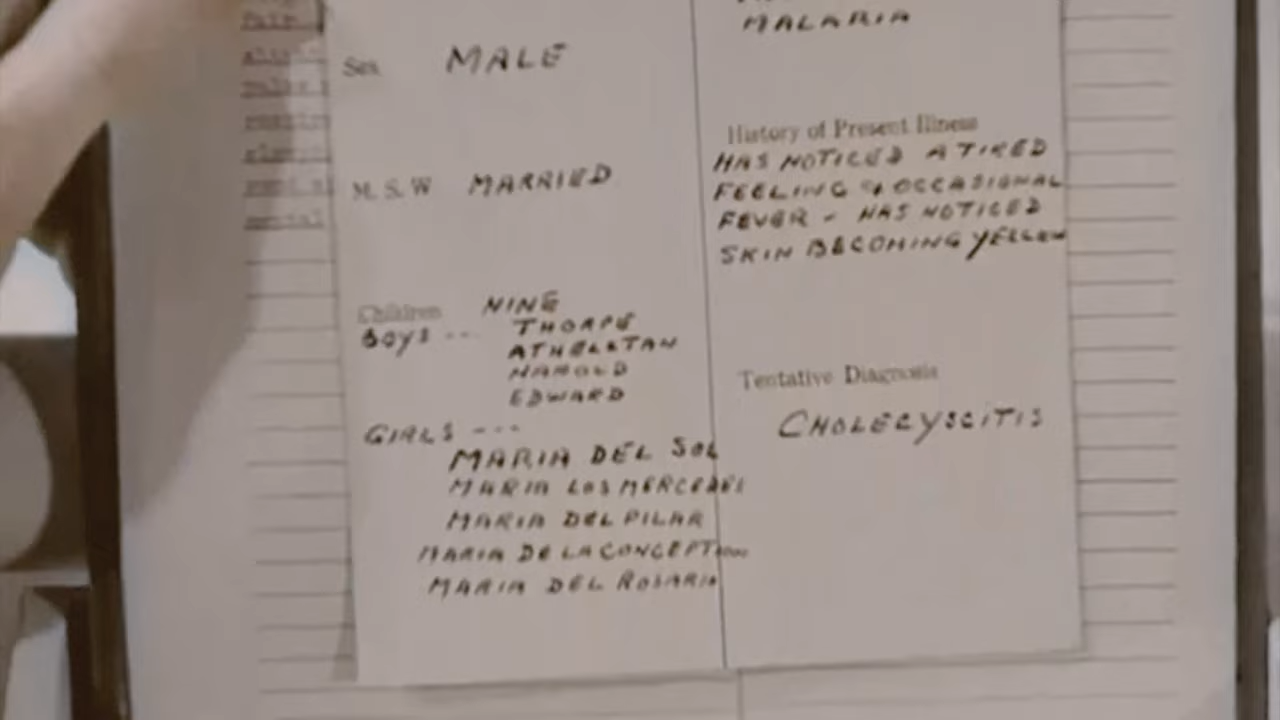 Sex MALE
M. S. W MARRIED
Children NINE
BOYS -- THORPE
ATHELSTAN
HAROLD
EDWARD
GIRLS ---
MARIA DEL SOL
MARIA LOS MERCEDES
MARIA DEL PILAR
MARIA DE LA CONCEPTION
MARIA DEL ROSARIO
MALARIA
History of Present Illness
HAS NOTICED A TIRED
FEELING & OCCASIONAL
FEVER - HAS NOTICED
SKIN BECOMING YELLOW
Tentative Diagnosis
CHOLECYSCITIS